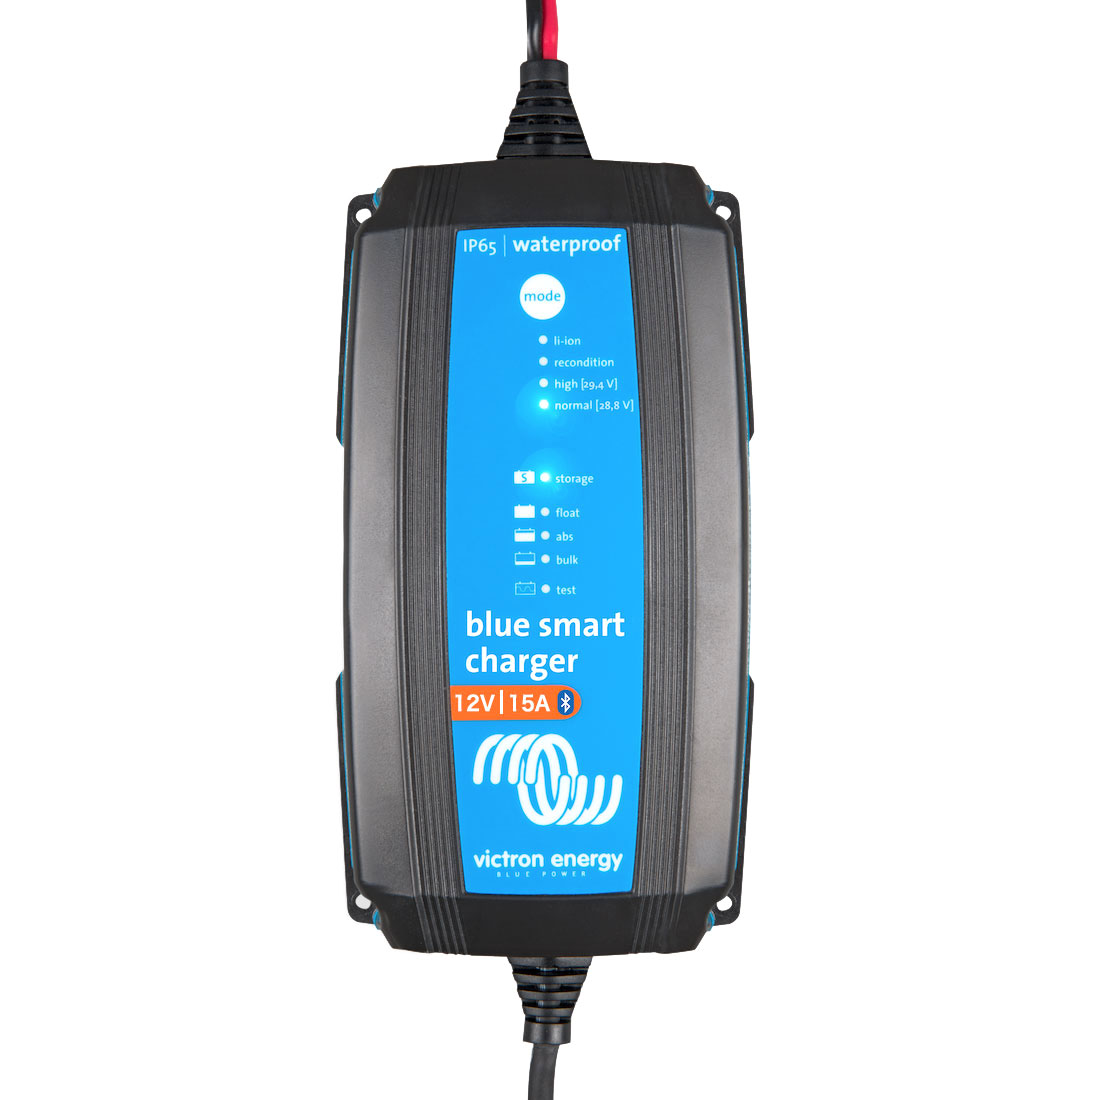 IP65 | waterproof
mode
li-ion
recondition
high [29,4 V]
normal [28,8 V]
S storage
float
abs
bulk
test
blue smart
charger
12V|15A
victron energy
BLUE POWER